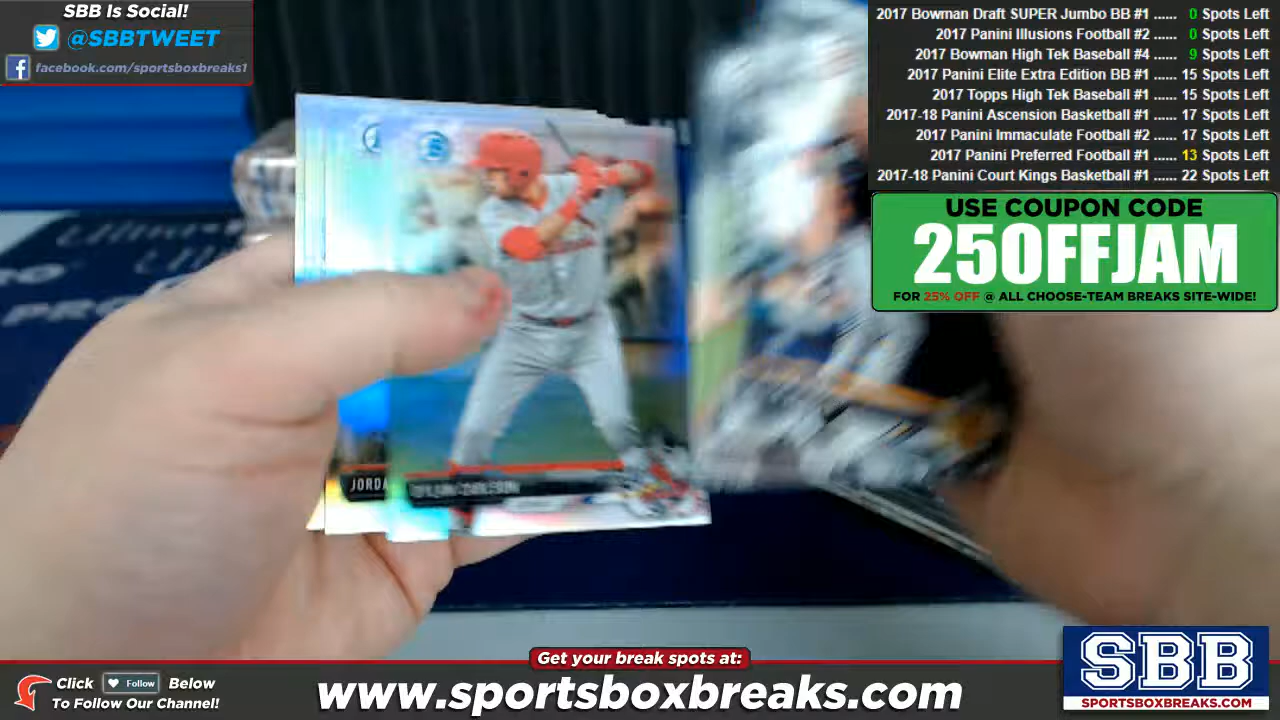 SBB Is Social!
@SBBTWEET
facebook.com/sportsboxbreaks1
2017 Bowman Draft SUPER Jumbo BB #1 ...... 0 Spots Left
2017 Panini Illusions Football #2 ...... 0 Spots Left
2017 Bowman High Tek Baseball #4 ...... 9 Spots Left
2017 Panini Elite Extra Edition BB #1 ...... 15 Spots Left
2017 Topps High Tek Baseball #1 ...... 15 Spots Left
2017-18 Panini Ascension Basketball #1 ...... 17 Spots Left
2017 Panini Immaculate Football #2 ...... 17 Spots Left
2017 Panini Preferred Football #1 ...... 13 Spots Left
2017-18 Panini Court Kings Basketball #1 ...... 22 Spots Left
USE COUPON CODE
25OFFJAM
FOR 25% OFF @ ALL CHOOSE-TEAM BREAKS SITE-WIDE!
JORDA
DYLAN CARLSON
Get your break spots at:
www.sportsboxbreaks.com
Click Follow Below
To Follow Our Channel!
SBB
SPORTSBOXBREAKS.COM